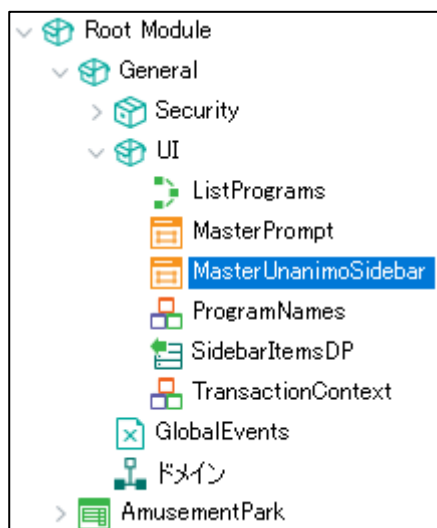 Root Module
General
Security
UI
ListPrograms
MasterPrompt
MasterUnanimoSidebar
ProgramNames
SidebarItemsDP
TransactionContext
GlobalEvents
ドメイン
AmusementPark